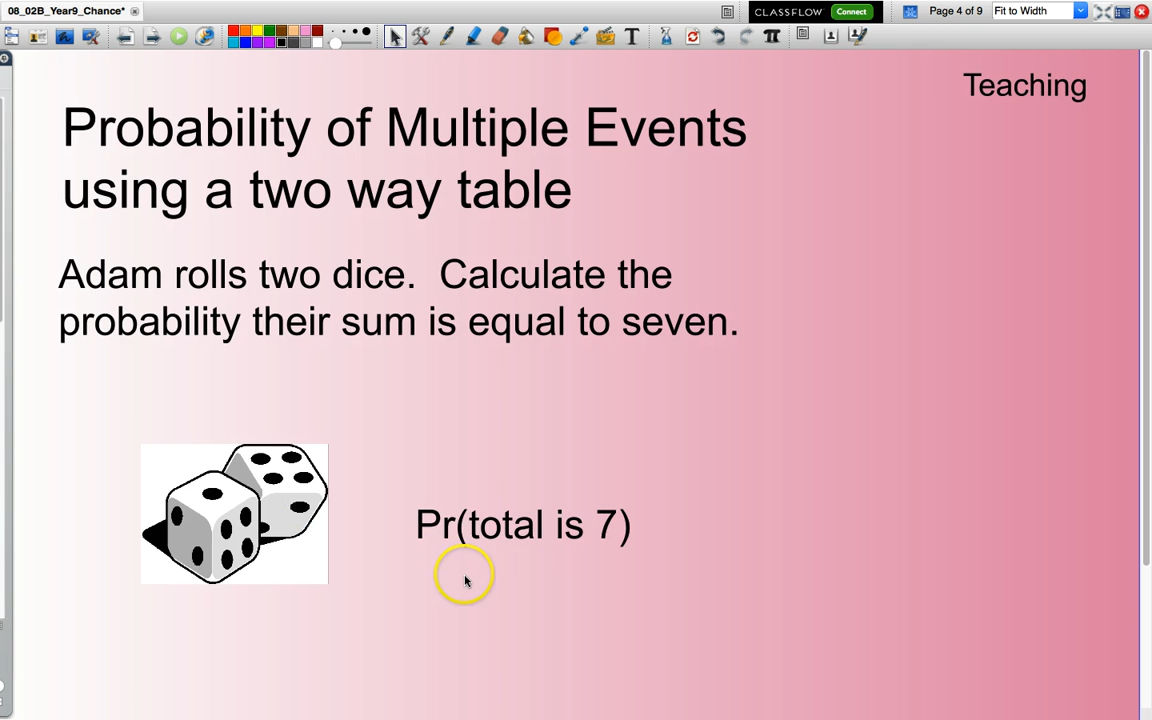 08_02B_Year9_Chance*
CLASSFLOW Connect Page 4 of 9 Fit to Width
Teaching
Probability of Multiple Events
using a two way table
Adam rolls two dice. Calculate the
probability their sum is equal to seven.
Pr(total is 7)